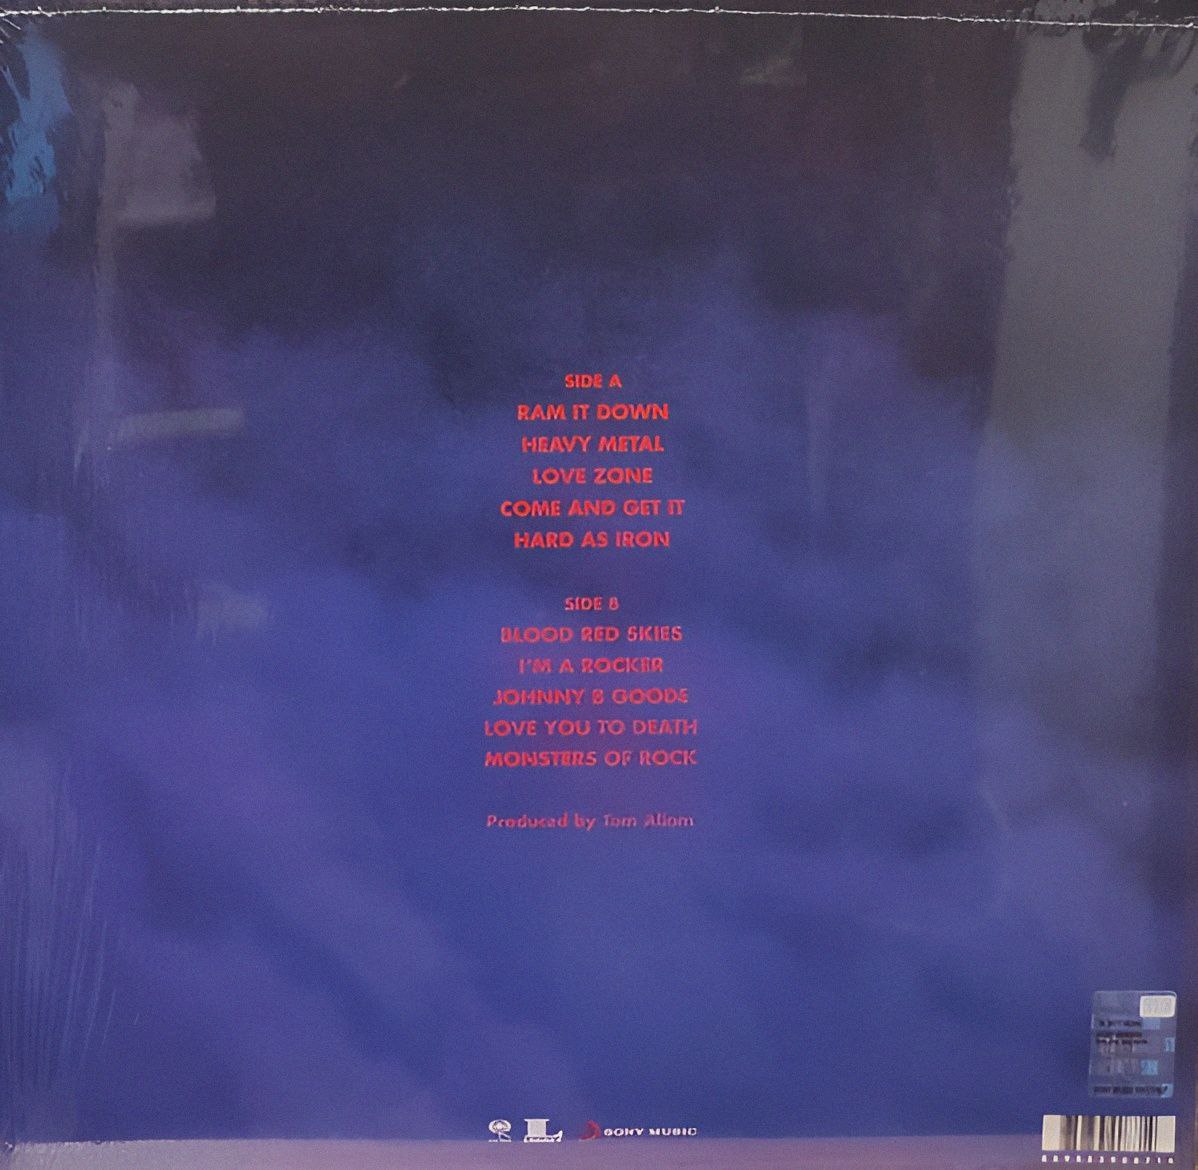 SIDE A
RAM IT DOWN
HEAVY METAL
LOVE ZONE
COME AND GET IT
HARD AS IRON
SIDE B
BLOOD RED SKIES
I'M A ROCKER
JOHNNY B GOODE
LOVE YOU TO DEATH
MONSTERS OF ROCK
Produced by Tom Allom
SONY MUSIC